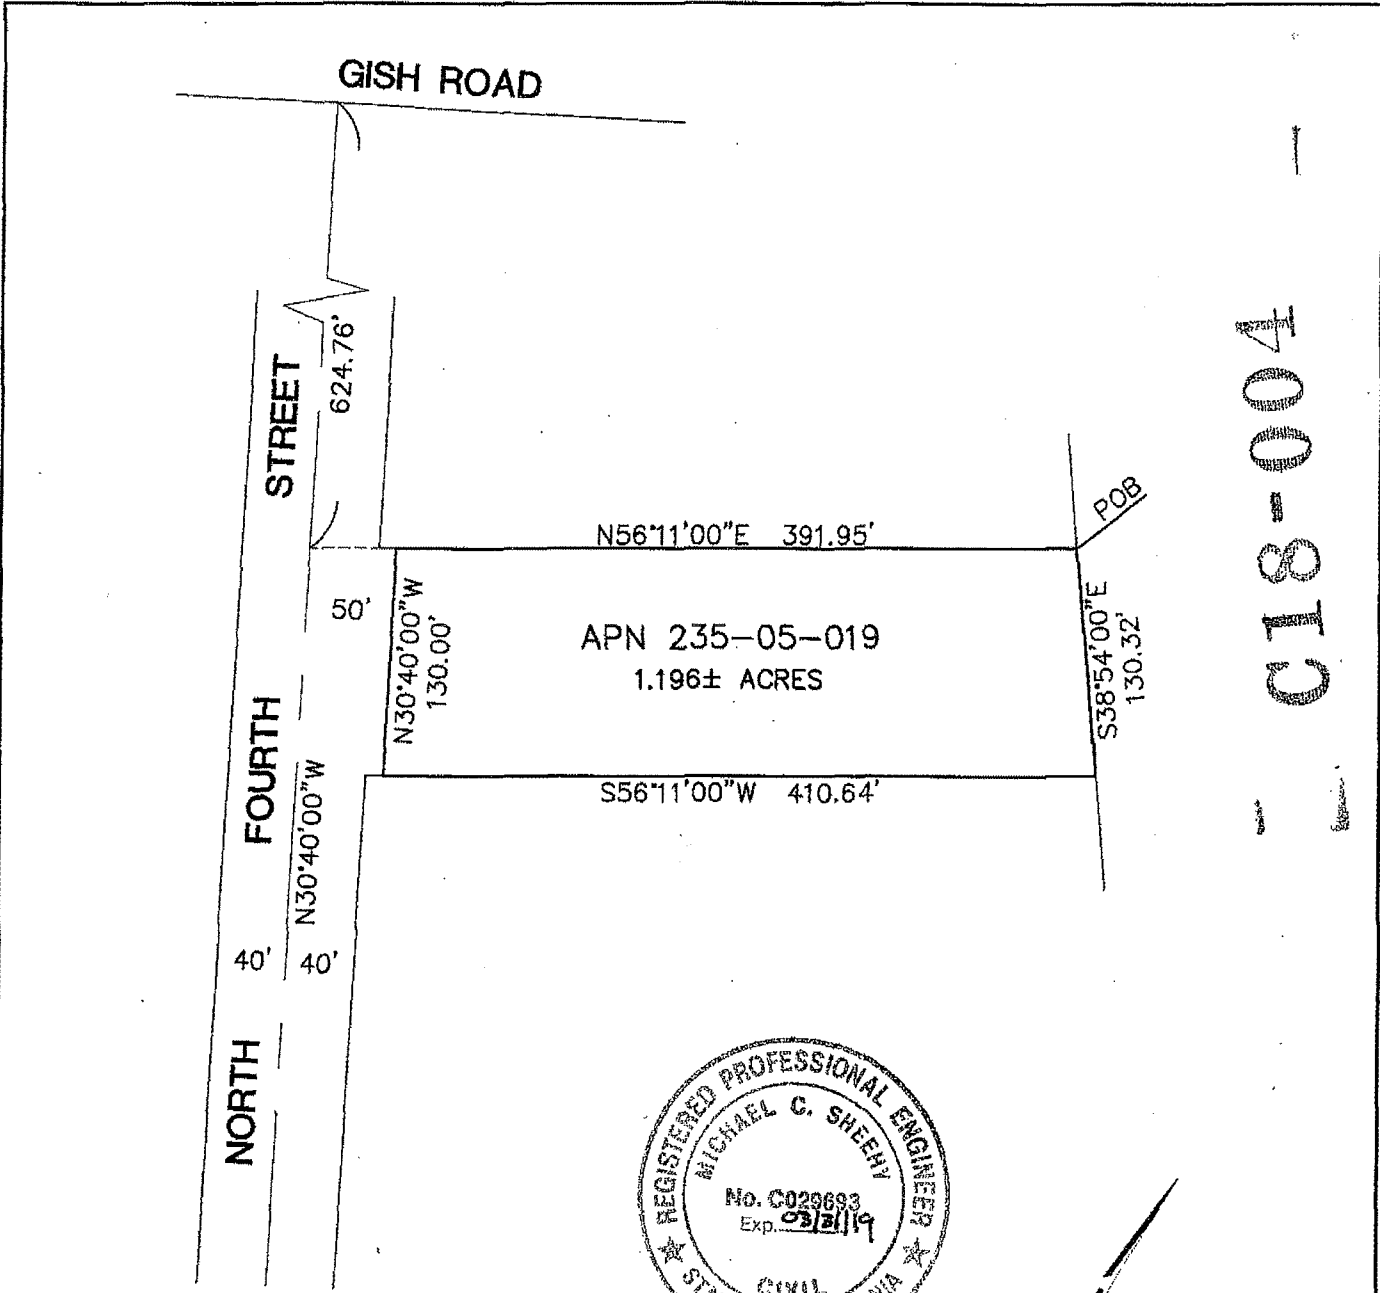 GISH ROAD
624.76'
STREET
POB
N56°11'00"E 391.95'
50'
N30°40'00"W
130.00'
APN 235-05-019
1.196± ACRES
S38°54'00"E
130.32'
S56°11'00"W 410.64'
FOURTH
N30°40'00"W
40' 40'
NORTH
C18-004
REGISTERED PROFESSIONAL ENGINEER
MICHAEL C. SHEEHY
No. C029693
Exp. 03/31/19
CIVIL